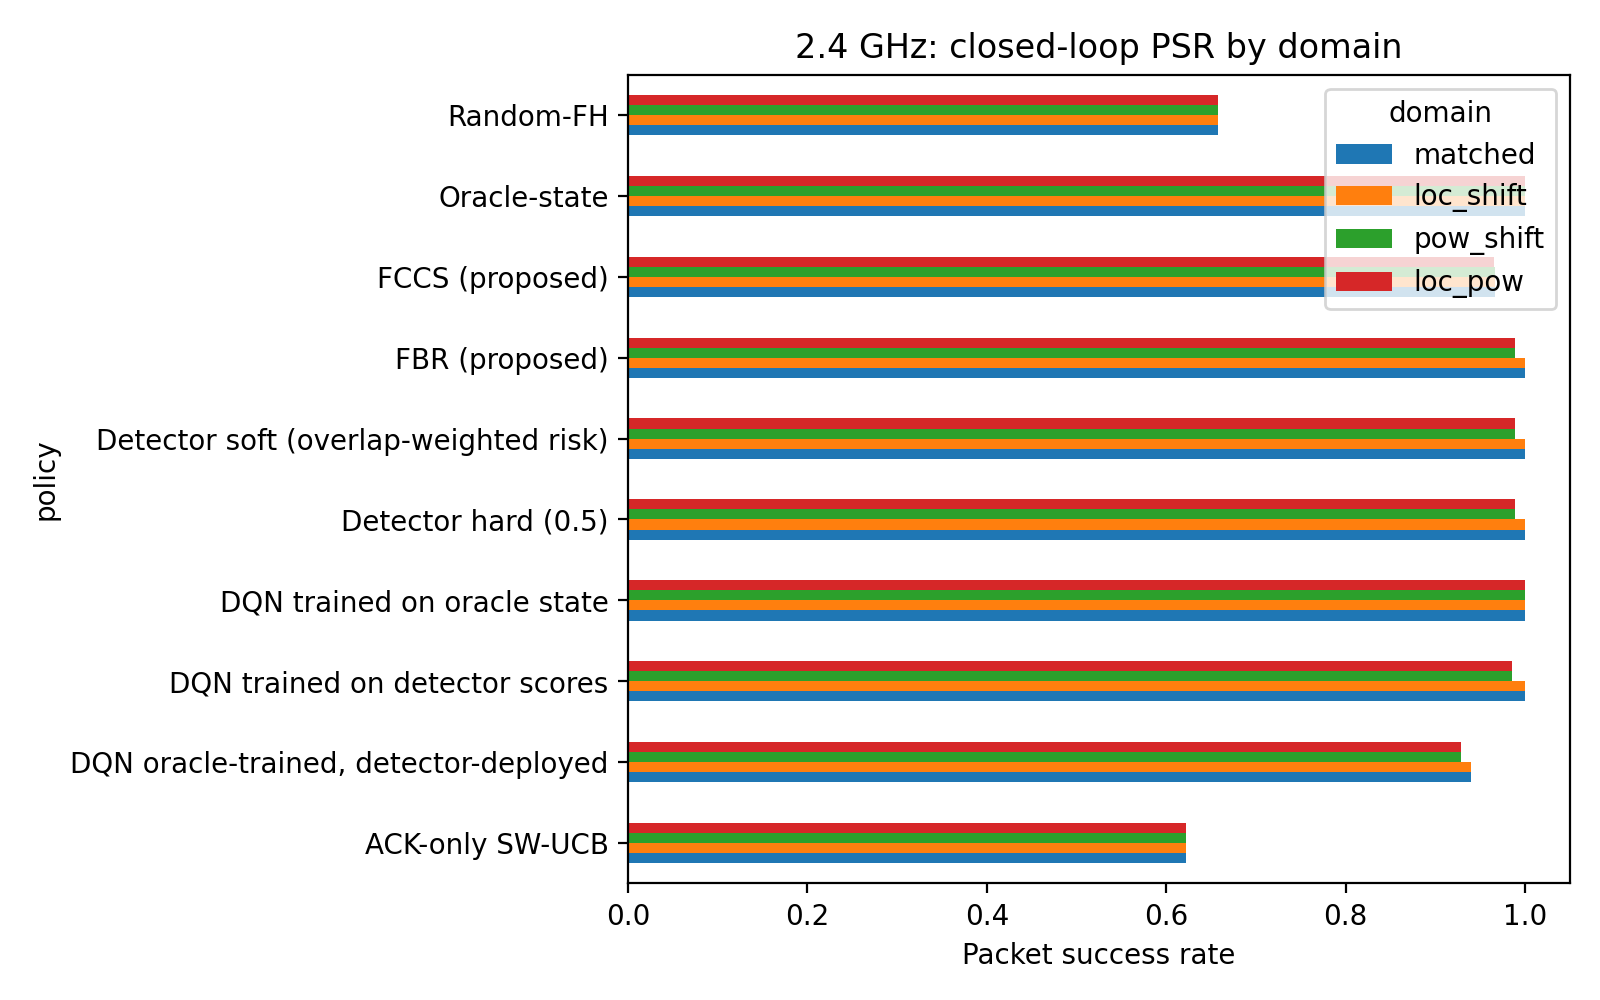 2.4 GHz: closed-loop PSR by domain
domain
matched
loc_shift
pow_shift
loc_pow
policy
Random-FH
Oracle-state
FCCS (proposed)
FBR (proposed)
Detector soft (overlap-weighted risk)
Detector hard (0.5)
DQN trained on oracle state
DQN trained on detector scores
DQN oracle-trained, detector-deployed
ACK-only SW-UCB
0.0 0.2 0.4 0.6 0.8 1.0
Packet success rate